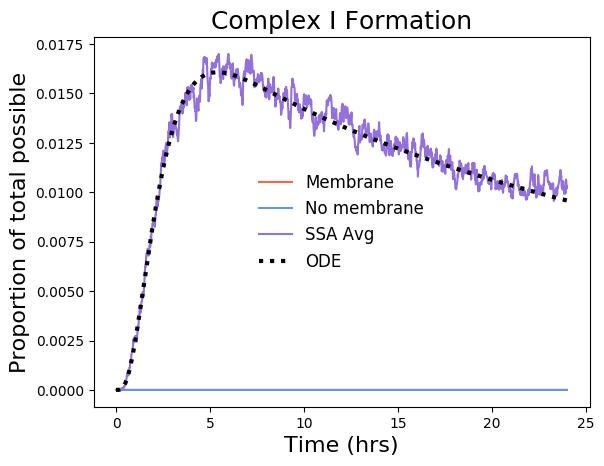 Complex I Formation
Proportion of total possible
0.0175
0.0150
0.0125
0.0100
0.0075
0.0050
0.0025
0.0000
Membrane
No membrane
SSA Avg
ODE
0 5 10 15 20 25
Time (hrs)